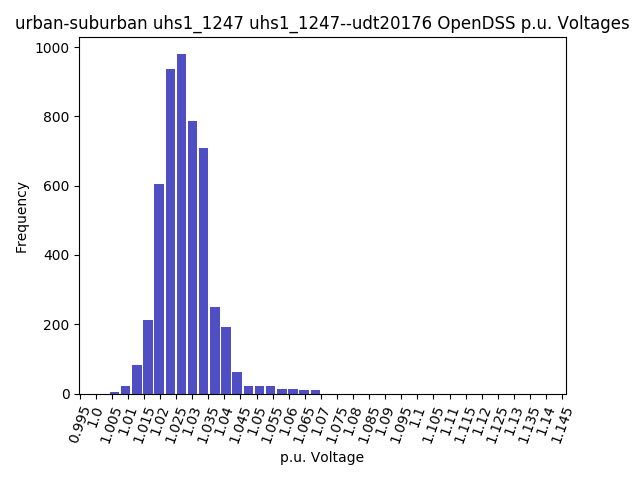 urban-suburban uhs1_1247 uhs1_1247--udt20176 OpenDSS p.u. Voltages
1000
800
600
400
200
0
Frequency
0.995 1.0 1.005 1.01 1.015 1.02 1.025 1.03 1.035 1.04 1.045 1.05 1.055 1.06 1.065 1.07 1.075 1.08 1.085 1.09 1.095 1.1 1.105 1.11 1.115 1.12 1.125 1.13 1.135 1.14 1.145
p.u. Voltage